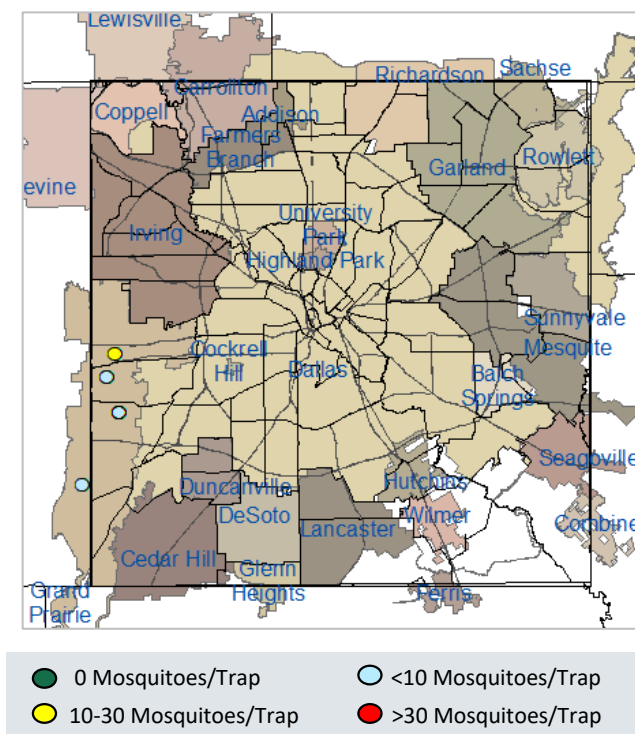 Lewisville
Carrollton
Richardson
Sachse
Coppell
Addison
Farmers
Branch
Garland
Rowlett
evine
University
Park
Irving
Highland Park
Sunnyvale
Cockrell
Hill
Dallas
Mesquite
Balch
Springs
Seagoville
Duncanville
Hutchins
DeSoto
Lancaster
Wilmer
Combine
Cedar Hill
Glenn
Heights
Grand
Prairie
Ferris
0 Mosquitoes/Trap
<10 Mosquitoes/Trap
10-30 Mosquitoes/Trap
>30 Mosquitoes/Trap